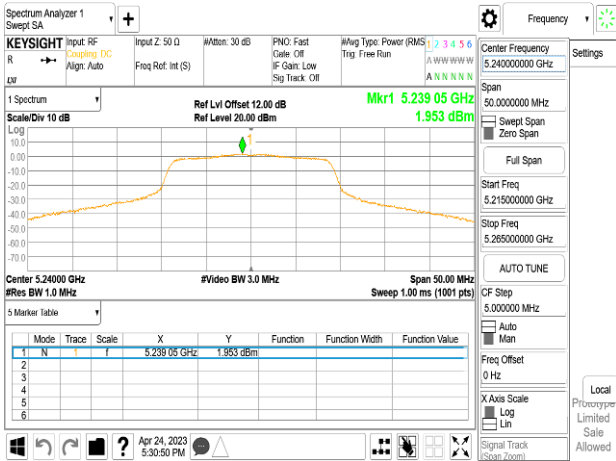 Spectrum Analyzer 1
Swept SA
Frequency
KEYSIGHT
Input: RF
Coupling: DC
Align: Auto
Input Z: 50 Ω
Freq Ref: Int (S)
#Atten: 30 dB
PNO: Fast
Gate: Off
IF Gain: Low
Sig Track: Off
#Avg Type: Power (RMS
Trig: Free Run
1 2 3 4 5 6
A W W W W W
A N N N N N
R
LXI
Settings
Center Frequency
5.240000000 GHz
Span
50.0000000 MHz
Swept Span
Zero Span
Full Span
Start Freq
5.215000000 GHz
Stop Freq
5.265000000 GHz
AUTO TUNE
CF Step
5.000000 MHz
Auto
Man
Freq Offset
0 Hz
X Axis Scale
Log
Lin
Signal Track
(Span Zoom)
Local
Prototype
Limited
Sale
Allowed
1 Spectrum
Scale/Div 10 dB
Log
Ref Lvl Offset 12.00 dB
Ref Level 20.00 dBm
Mkr1 5.239 05 GHz
1.953 dBm
10.0
0.00
-10.0
-20.0
-30.0
-40.0
-50.0
-60.0
-70.0
1
Center 5.24000 GHz
#Res BW 1.0 MHz
#Video BW 3.0 MHz
Span 50.00 MHz
Sweep 1.00 ms (1001 pts)
5 Marker Table
Mode Trace Scale X Y Function Function Width Function Value
1 N 1 f 5.239 05 GHz 1.953 dBm
2
3
4
5
6
?
Apr 24, 2023
5:30:50 PM